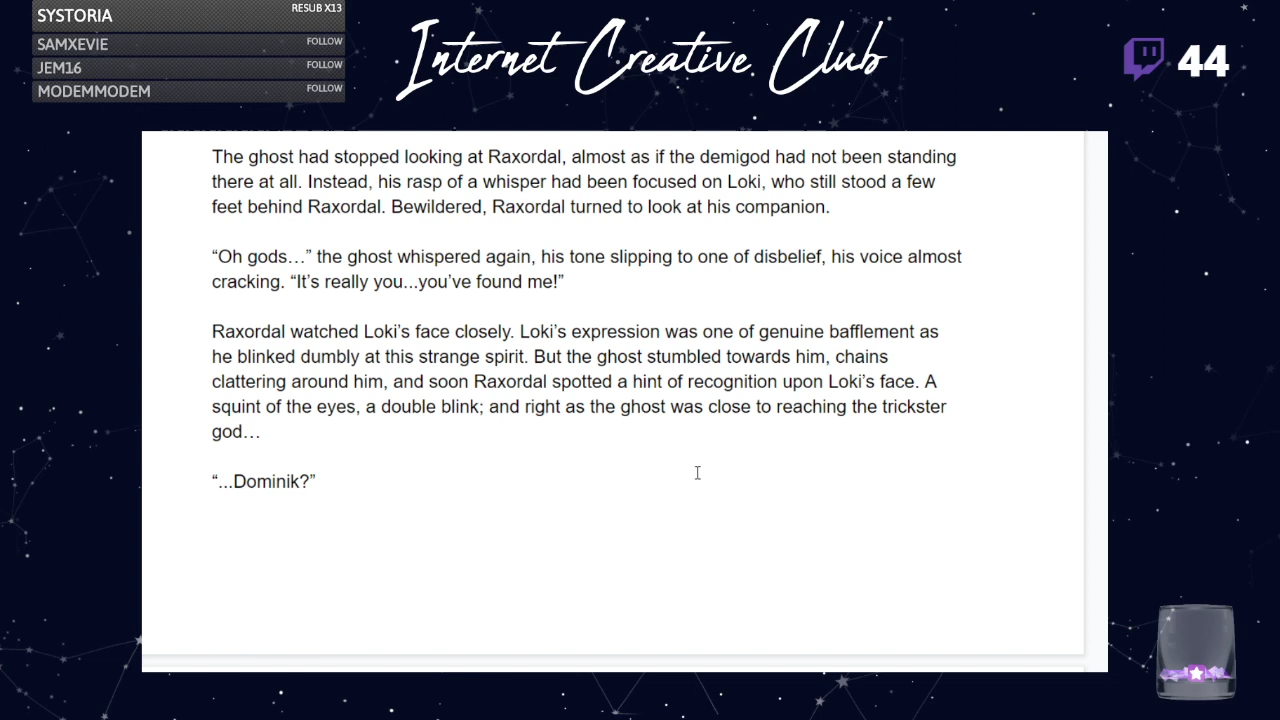 SYSTORIA RESUB X13
SAMXEVIE FOLLOW
JEM16 FOLLOW
MODEMMODEM FOLLOW
Internet Creative Club
44
The ghost had stopped looking at Raxordal, almost as if the demigod had not been standing
there at all. Instead, his rasp of a whisper had been focused on Loki, who still stood a few
feet behind Raxordal. Bewildered, Raxordal turned to look at his companion.
“Oh gods…” the ghost whispered again, his tone slipping to one of disbelief, his voice almost
cracking. “It’s really you...you’ve found me!”
Raxordal watched Loki’s face closely. Loki’s expression was one of genuine bafflement as
he blinked dumbly at this strange spirit. But the ghost stumbled towards him, chains
clattering around him, and soon Raxordal spotted a hint of recognition upon Loki’s face. A
squint of the eyes, a double blink; and right as the ghost was close to reaching the trickster
god…
“...Dominik?”